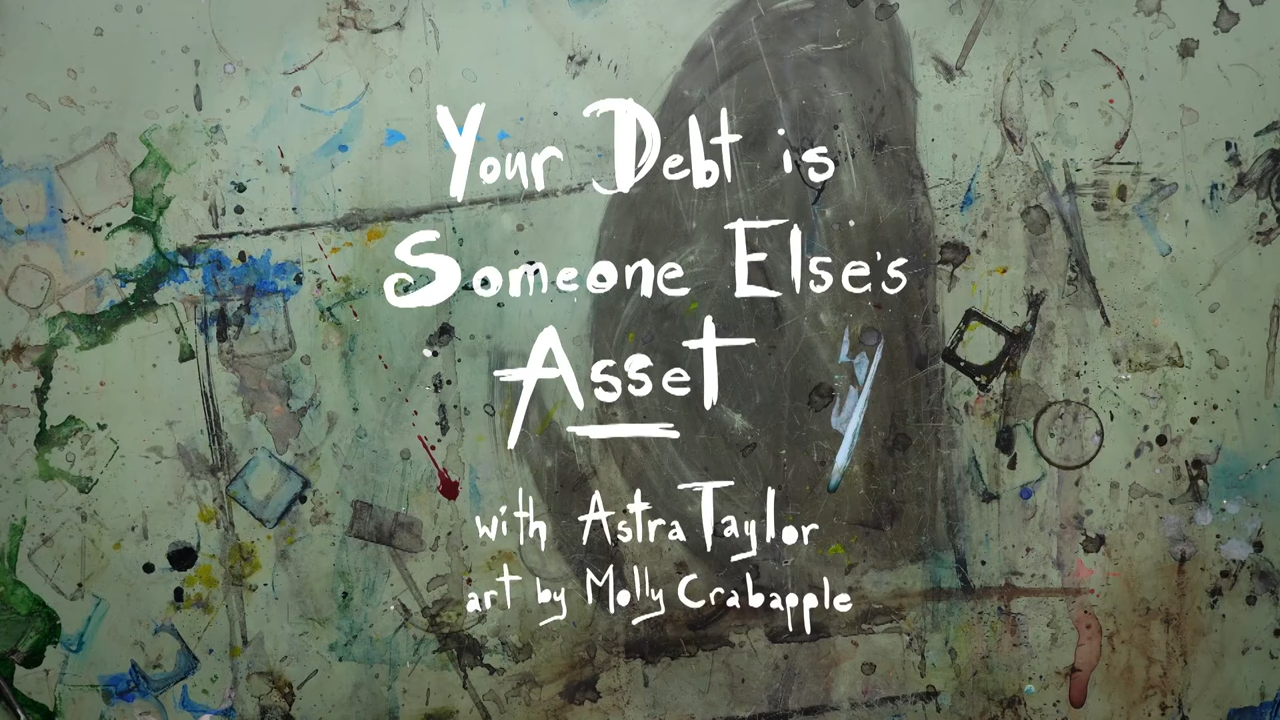 Your Debt is
Someone Else's
Asset
with Astra Taylor
art by Molly Crabapple